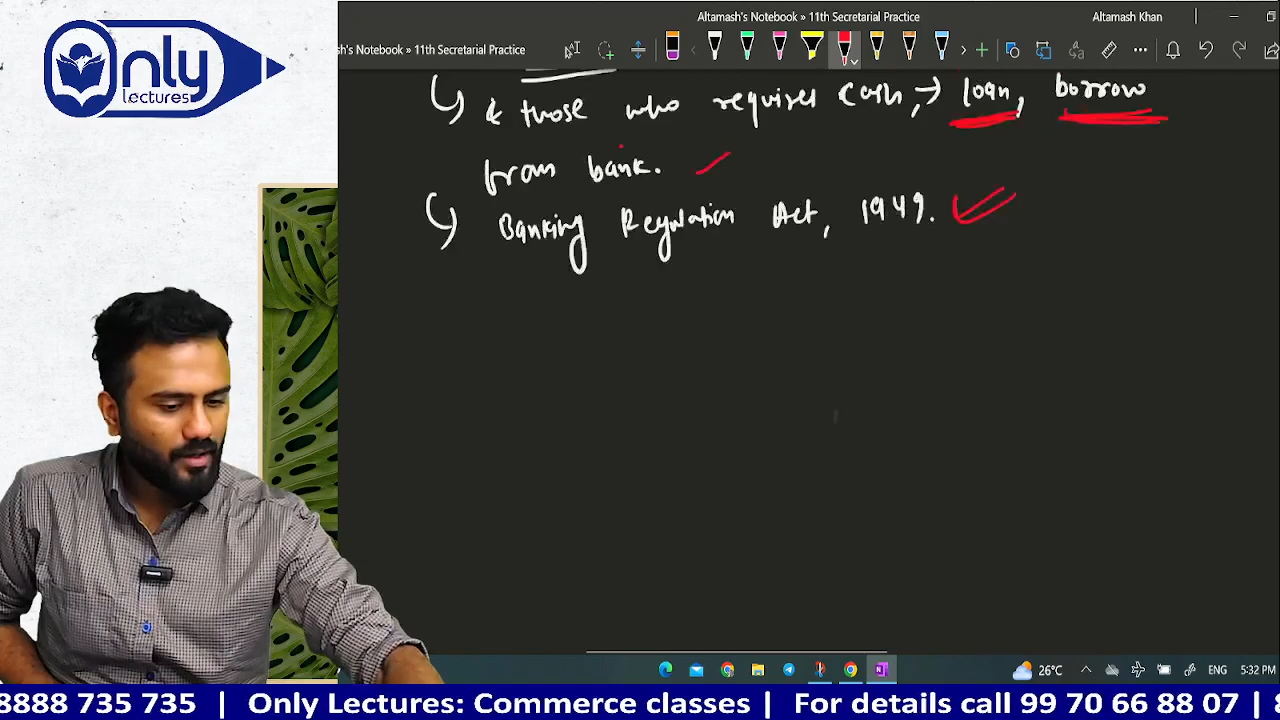 Altamash's Notebook » 11th Secretarial Practice
Altamash Khan
's Notebook » 11th Secretarial Practice
Only
lectures
& those who requires cash, → loan, borrow
from bank.
Banking Regulation Act, 1949.
26°C
ENG
5:32 PM
8888 735 735 | Only Lectures: Commerce classes | For details call 99 70 66 88 07 |